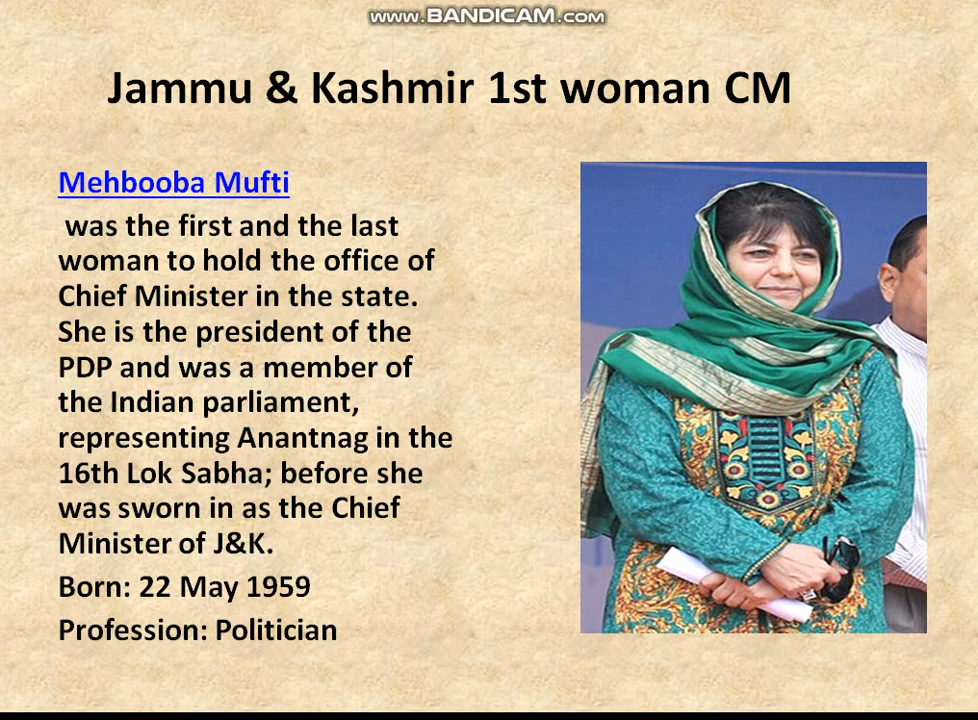 www.BANDICAM.com
Jammu & Kashmir 1st woman CM
Mehbooba Mufti
was the first and the last
woman to hold the office of
Chief Minister in the state.
She is the president of the
PDP and was a member of
the Indian parliament,
representing Anantnag in the
16th Lok Sabha; before she
was sworn in as the Chief
Minister of J&K.
Born: 22 May 1959
Profession: Politician